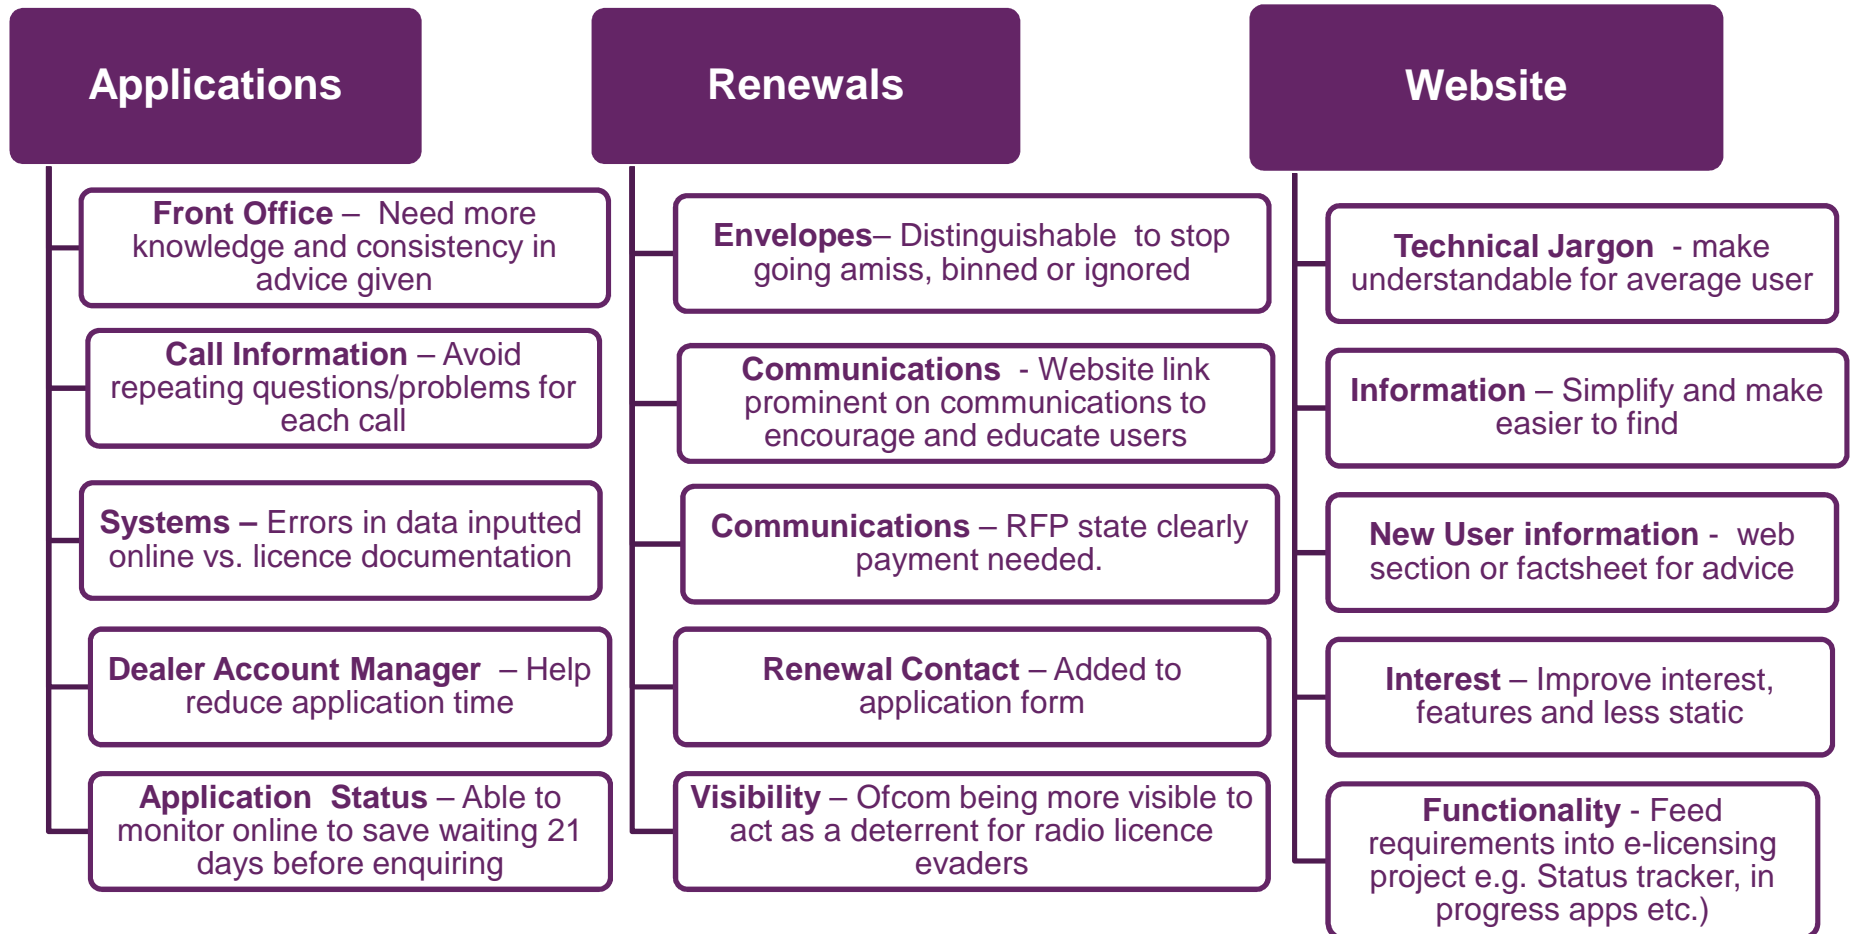 Applications
Front Office –  Need more
knowledge and consistency in
advice given
Call Information – Avoid
repeating questions/problems for
each call
Systems – Errors in data inputted
online vs. licence documentation
Dealer Account Manager  – Help
reduce application time
Application  Status – Able to
monitor online to save waiting 21
days before enquiring
Renewals
Envelopes– Distinguishable  to stop
going amiss, binned or ignored
Communications  - Website link
prominent on communications to
encourage and educate users
Communications – RFP state clearly
payment needed.
Renewal Contact – Added to
application form
Visibility – Ofcom being more visible to
act as a deterrent for radio licence
evaders
Website
Technical Jargon  - make
understandable for average user
Information – Simplify and make
easier to find
New User information -  web
section or factsheet for advice
Interest – Improve interest,
features and less static
Functionality - Feed
requirements into e-licensing
project e.g. Status tracker, in
progress apps etc.)